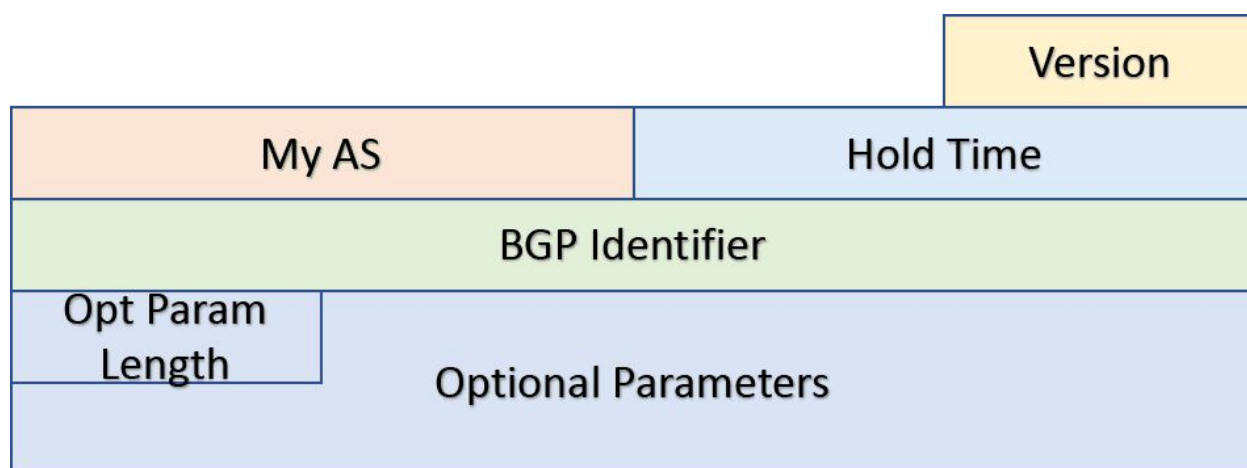 Version
My AS
Hold Time
BGP Identifier
Opt Param
Length
Optional Parameters